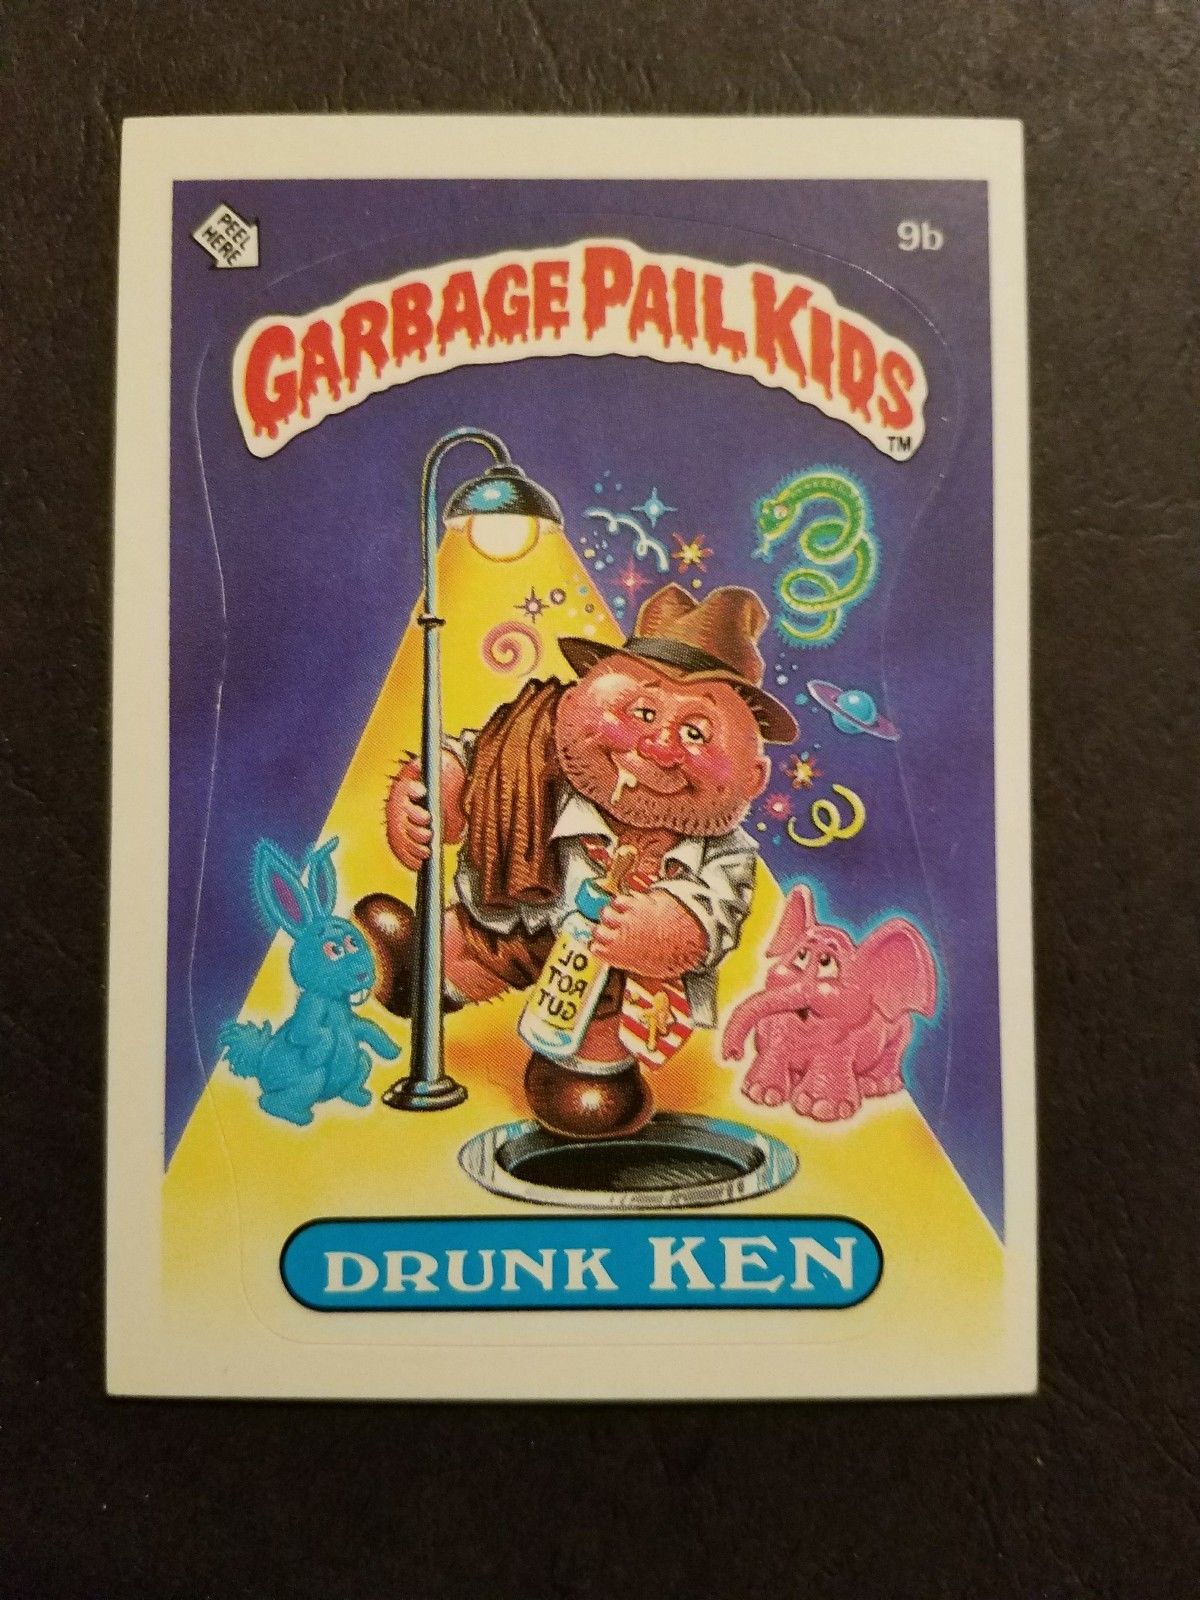 PEEL
HERE
9b
GARBAGE PAIL KIDS
TM
OL'
ROT
GUT
DRUNK KEN